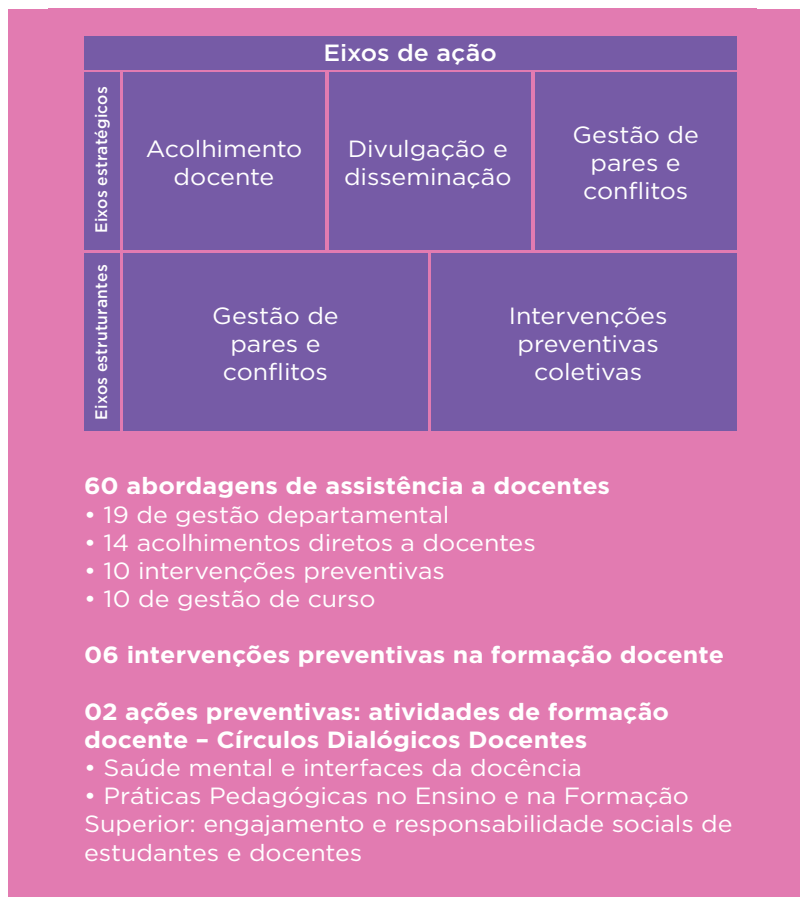 Eixos de ação
Eixos estratégicos
Acolhimento
docente
Divulgação e
disseminação
Gestão de
pares e
conflitos
Eixos estruturantes
Gestão de
pares e
conflitos
Intervenções
preventivas
coletivas
60 abordagens de assistência a docentes
• 19 de gestão departamental
• 14 acolhimentos diretos a docentes
• 10 intervenções preventivas
• 10 de gestão de curso
06 intervenções preventivas na formação docente
02 ações preventivas: atividades de formação
docente – Círculos Dialógicos Docentes
• Saúde mental e interfaces da docência
• Práticas Pedagógicas no Ensino e na Formação
Superior: engajamento e responsabilidade socials de
estudantes e docentes